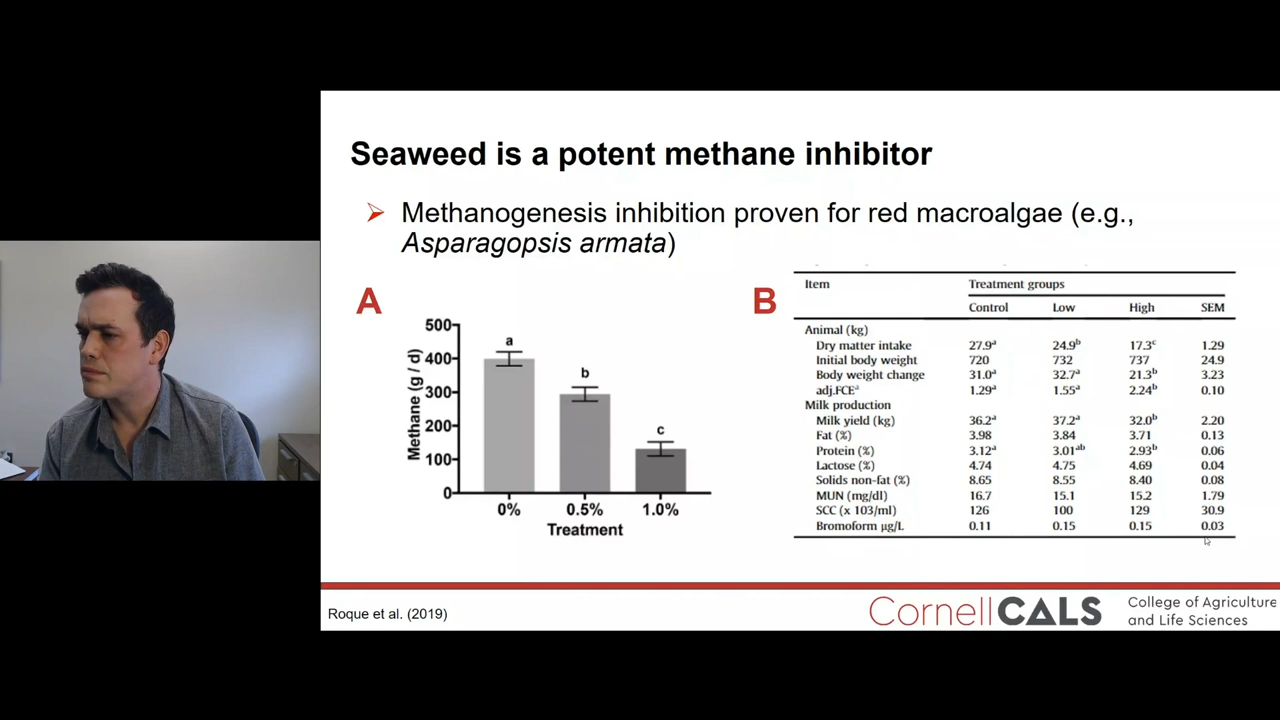 Seaweed is a potent methane inhibitor
Methanogenesis inhibition proven for red macroalgae (e.g.,
Asparagopsis armata)
A
500
400
300
200
100
0
Methane (g / d)
a
b
c
0% 0.5% 1.0%
Treatment
B
Item Treatment groups
Control Low High SEM
Animal (kg)
Dry matter intake 27.9a 24.9b 17.3c 1.29
Initial body weight 720 732 737 24.9
Body weight change 31.0a 32.7a 21.3b 3.23
adj.FCEa 1.29a 1.55a 2.24b 0.10
Milk production
Milk yield (kg) 36.2a 37.2a 32.0b 2.20
Fat (%) 3.98 3.84 3.71 0.13
Protein (%) 3.12a 3.01ab 2.93b 0.06
Lactose (%) 4.74 4.75 4.69 0.04
Solids non-fat (%) 8.65 8.55 8.40 0.08
MUN (mg/dl) 16.7 15.1 15.2 1.79
SCC (x 103/ml) 126 100 129 30.9
Bromoform μg/L 0.11 0.15 0.15 0.03
Roque et al. (2019)
CornellCALS
College of Agriculture
and Life Sciences